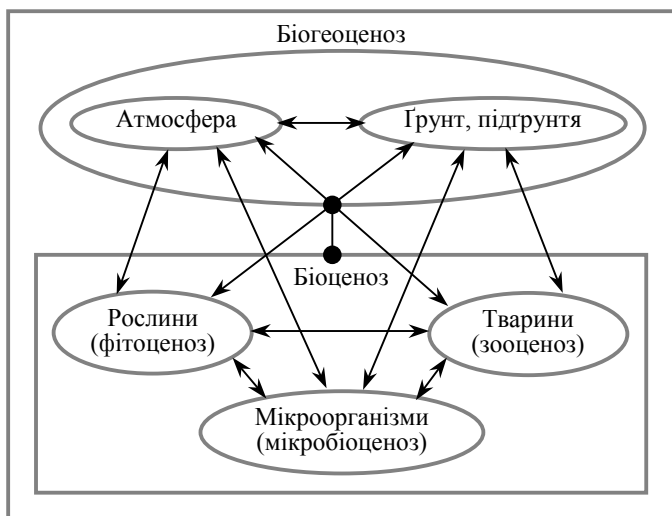 Біогеоценоз
Атмосфера
Ґрунт, підґрунтя
Біоценоз
Рослини
(фітоценоз)
Тварини
(зооценоз)
Мікроорганізми
(мікробіоценоз)